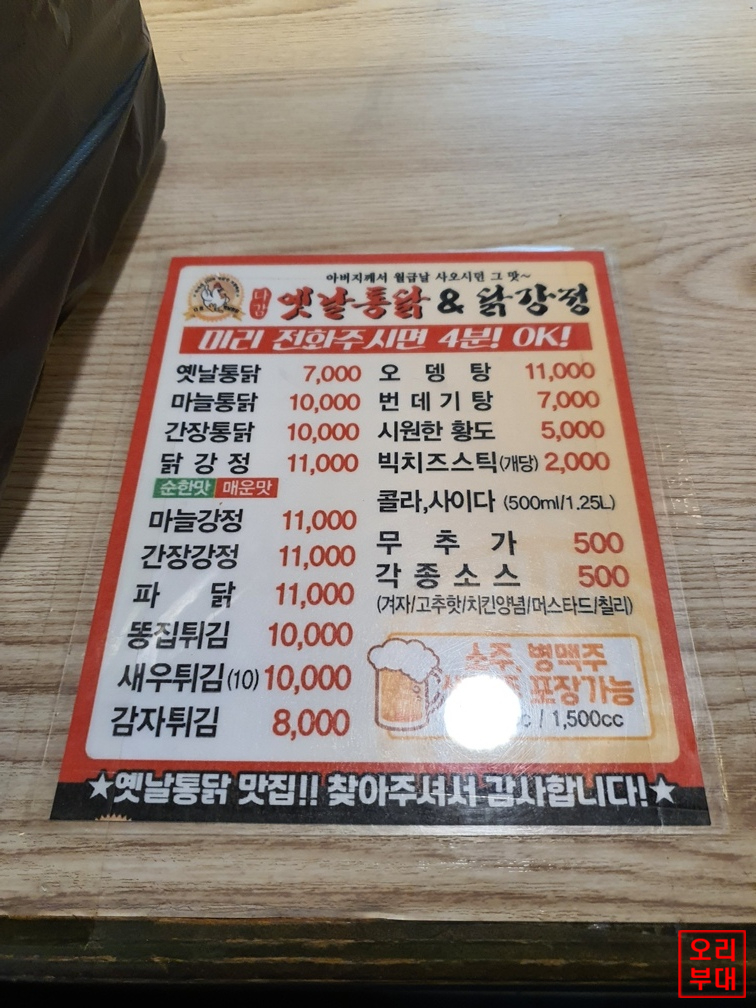 아버지께서 월급날 사오시던 그 맛~
다강 옛날통닭 & 닭강정
미리 전화주시면 4분! OK!
옛날통닭 7,000
마늘통닭 10,000
간장통닭 10,000
닭강정 11,000
순한맛 매운맛
마늘강정 11,000
간장강정 11,000
파 닭 11,000
똥집튀김 10,000
새우튀김(10) 10,000
감자튀김 8,000
오 뎅 탕 11,000
번데기탕 7,000
시원한 황도 5,000
빅치즈스틱(개당) 2,000
콜라,사이다 (500ml/1.25L)
무 추 가 500
각종소스 500
(겨자/고추핫/치킨양념/머스타드/칠리)
병맥주
포장가능
/ 1,500cc
★옛날통닭 맛집!! 찾아주셔서 감사합니다!★
오리
부대